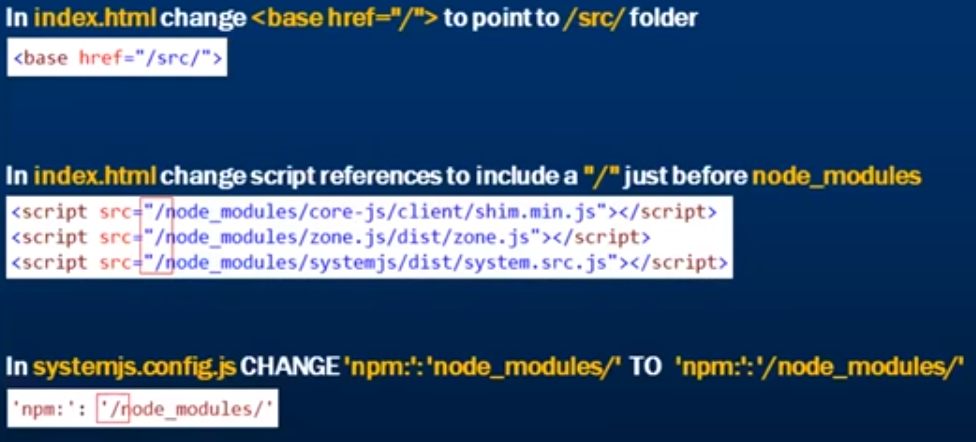 In index.html change <base href="/"> to point to /src/ folder
<base href="/src/">
In index.html change script references to include a "/" just before node_modules
<script src="/node_modules/core-js/client/shim.min.js"></script>
<script src="/node_modules/zone.js/dist/zone.js"></script>
<script src="/node_modules/systemjs/dist/system.src.js"></script>
In systemjs.config.js CHANGE 'npm:':'node_modules/' TO 'npm:':'/node_modules/'
'npm:': '/node_modules/'